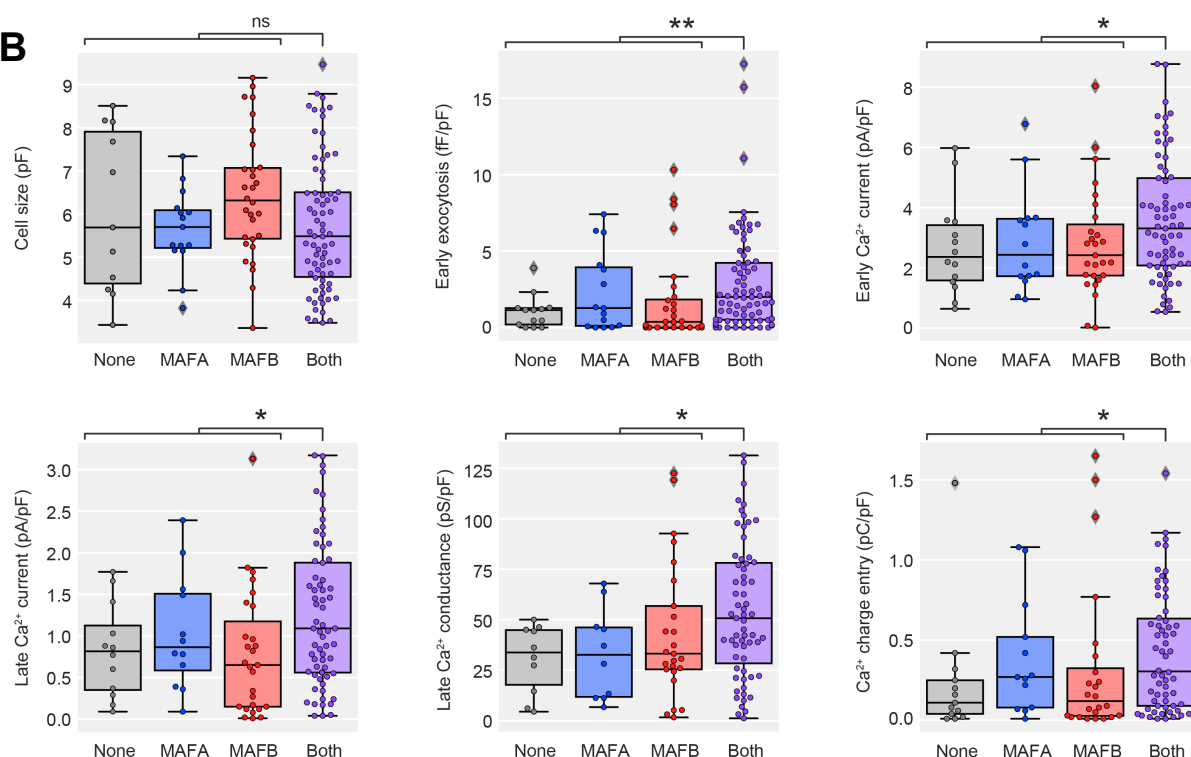 B
ns
Cell size (pF)
9
8
7
6
5
4
None MAFA MAFB Both
**
Early exocytosis (fF/pF)
15
10
5
0
None MAFA MAFB Both
*
Early Ca²⁺ current (pA/pF)
8
6
4
2
0
None MAFA MAFB Both
*
Late Ca²⁺ current (pA/pF)
3.0
2.5
2.0
1.5
1.0
0.5
0.0
None MAFA MAFB Both
*
Late Ca²⁺ conductance (pS/pF)
125
100
75
50
25
0
None MAFA MAFB Both
*
Ca²⁺ charge entry (pC/pF)
1.5
1.0
0.5
0.0
None MAFA MAFB Both